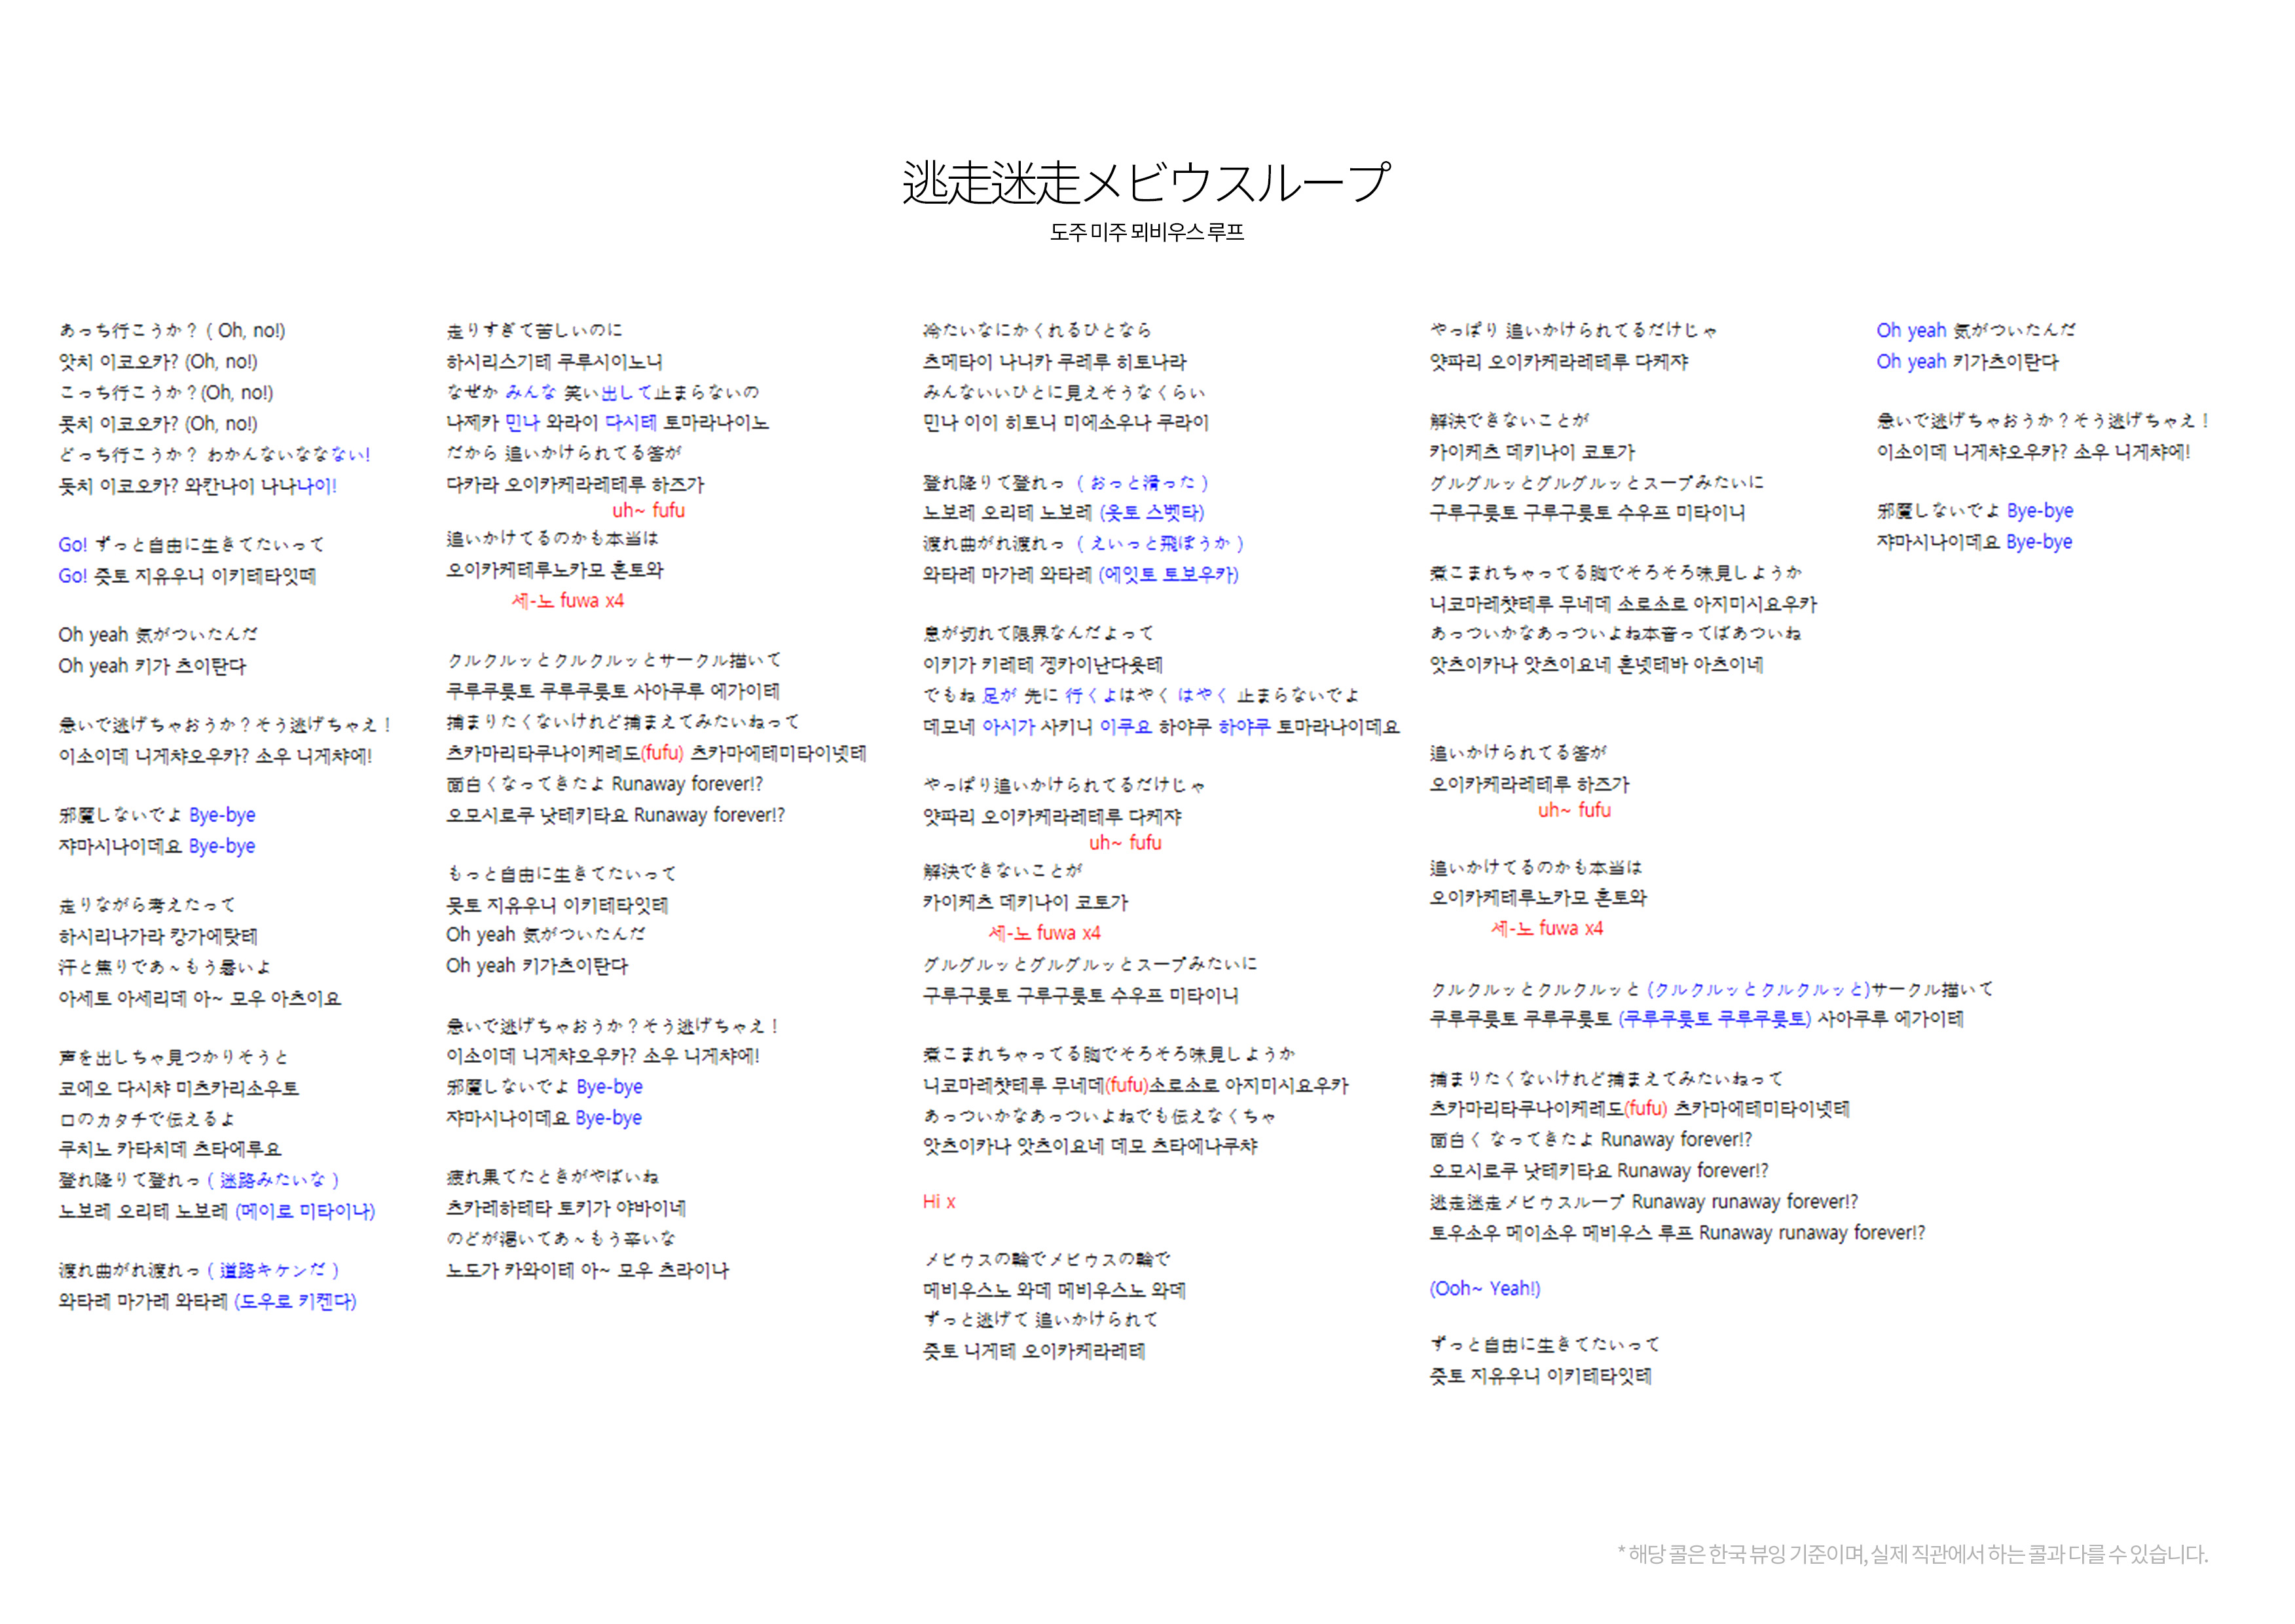 逃走迷走メビウスループ
도주 미주 뫼비우스 루프
あっち行こうか？ ( Oh, no!)
앗치 이코오카? (Oh, no!)
こっち行こうか？(Oh, no!)
콧치 이코오카? (Oh, no!)
どっち行こうか？ わかんないななない!
돗치 이코오카? 와칸나이 나나나이!
Go! ずっと自由に生きてたいって
Go! 즛토 지유우니 이키테타잇떼
Oh yeah 気がついたんだ
Oh yeah 키가 츠이탄다
急いで逃げちゃおうか？そう逃げちゃえ！
이소이데 니게챠오우카? 소우 니게챠에!
邪魔しないでよ Bye-bye
쟈마시나이데요 Bye-bye
走りながら考えたって
하시리나가라 캉가에탓테
汗と焦りであ～もう暑いよ
아세토 아세리데 아~ 모우 아츠이요
声を出しちゃ見つかりそうと
코에오 다시챠 미츠카리소우토
口のカタチで伝えるよ
쿠치노 카타치데 츠타에루요
登れ降りて登れっ ( 迷路みたいな )
노보레 오리테 노보레 (메이로 미타이나)
渡れ曲がれ渡れっ ( 道路キケンだ )
와타레 마가레 와타레 (도우로 키켄다)
走りすぎて苦しいのに
하시리스기테 쿠루시이노니
なぜか みんな 笑い出して止まらないの
나제카 민나 와라이 다시테 토마라나이노
だから 追いかけられてる筈が
다카라 오이카케라레테루 하즈가
uh~ fufu
追いかけてるのかも本当は
오이카케테루노카모 혼토와
세-노 fuwa x4
クルクルッとクルクルッとサークル描いて
쿠루쿠룻토 쿠루쿠룻토 사아쿠루 에가이테
捕まりたくないけれど捕まえてみたいねって
츠카마리타쿠나이케레도(fufu) 츠카마에테미타이넷테
面白くなってきたよ Runaway forever!?
오모시로쿠 낫테키타요 Runaway forever!?
もっと自由に生きてたいって
못토 지유우니 이키테타잇테
Oh yeah 気がついたんだ
Oh yeah 키가츠이탄다
急いで逃げちゃおうか？そう逃げちゃえ！
이소이데 니게챠오우카? 소우 니게챠에!
邪魔しないでよ Bye-bye
쟈마시나이데요 Bye-bye
疲れ果てたときがやばいね
츠카레하테타 토키가 야바이네
のどが渇いてあ～もう辛いな
노도가 카와이테 아~ 모우 츠라이나
冷たいなにかくれるひとなら
츠메타이 나니카 쿠레루 히토나라
みんないいひとに見えそうなくらい
민나 이이 히토니 미에소우나 쿠라이
登れ降りて登れっ ( おっと滑った )
노보레 오리테 노보레 (옷토 스벳타)
渡れ曲がれ渡れっ ( えいっと飛ぼうか )
와타레 마가레 와타레 (에잇토 토보우카)
息が切れて限界なんだよって
이키가 키레테 겡카이난다욧테
でもね 足が 先に 行くよはやく はやく 止まらないでよ
데모네 아시가 사키니 이쿠요 하야쿠 하야쿠 토마라나이데요
やっぱり追いかけられてるだけじゃ
얏파리 오이카케라레테루 다케쟈
uh~ fufu
解決できないことが
카이케츠 데키나이 코토가
세-노 fuwa x4
グルグルッとグルグルッとスープみたいに
구루구룻토 구루구룻토 수우프 미타이니
煮こまれちゃってる胸でそろそろ味見しようか
니코마레챳테루 무네데(fufu)소로소로 아지미시요우카
あっついかなあっついよねでも伝えなくちゃ
앗츠이카나 앗츠이요네 데모 츠타에나쿠챠
Hi x
メビウスの輪でメビウスの輪で
메비우스노 와데 메비우스노 와데
ずっと逃げて 追いかけられて
즛토 니게테 오이카케라레테
やっぱり 追いかけられてるだけじゃ
얏파리 오이카케라레테루 다케쟈
解決できないことが
카이케츠 데키나이 코토가
グルグルッとグルグルッとスープみたいに
구루구룻토 구루구룻토 수우프 미타이니
煮こまれちゃってる胸でそろそろ味見しようか
니코마레챳테루 무네데 소로소로 아지미시요우카
あっついかなあっついよね本音ってばあついね
앗츠이카나 앗츠이요네 혼넷테바 아츠이네
追いかけられてる筈が
오이카케라레테루 하즈가
uh~ fufu
追いかけてるのかも本当は
오이카케테루노카모 혼토와
세-노 fuwa x4
クルクルッとクルクルッと (クルクルッとクルクルッと)サークル描いて
쿠루쿠룻토 쿠루쿠룻토 (쿠루쿠룻토 쿠루쿠룻토) 사아쿠루 에가이테
捕まりたくないけれど捕まえてみたいねって
츠카마리타쿠나이케레도(fufu) 츠카마에테미타이넷테
面白く なってきたよ Runaway forever!?
오모시로쿠 낫테키타요 Runaway forever!?
逃走迷走メビウスループ Runaway runaway forever!?
토우소우 메이소우 메비우스 루프 Runaway runaway forever!?
(Ooh~ Yeah!)
ずっと自由に生きてたいって
즛토 지유우니 이키테타잇테
Oh yeah 気がついたんだ
Oh yeah 키가츠이탄다
急いで逃げちゃおうか？そう逃げちゃえ！
이소이데 니게챠오우카? 소우 니게챠에!
邪魔しないでよ Bye-bye
쟈마시나이데요 Bye-bye
* 해당 콜은 한국 뷰잉 기준이며, 실제 직관에서 하는 콜과 다를 수 있습니다.